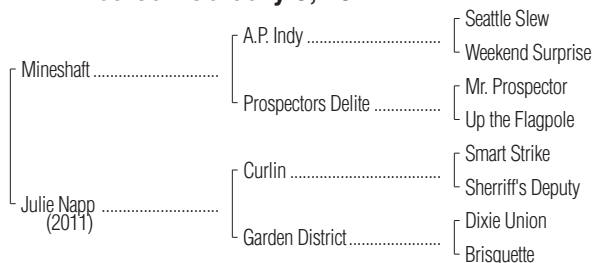 Seattle Slew
A.P. Indy
Weekend Surprise
Mineshaft
Mr. Prospector
Prospectors Delite
Up the Flagpole
Smart Strike
Curlin
Sherriff's Deputy
Julie Napp
(2011)
Dixie Union
Garden District
Brisquette